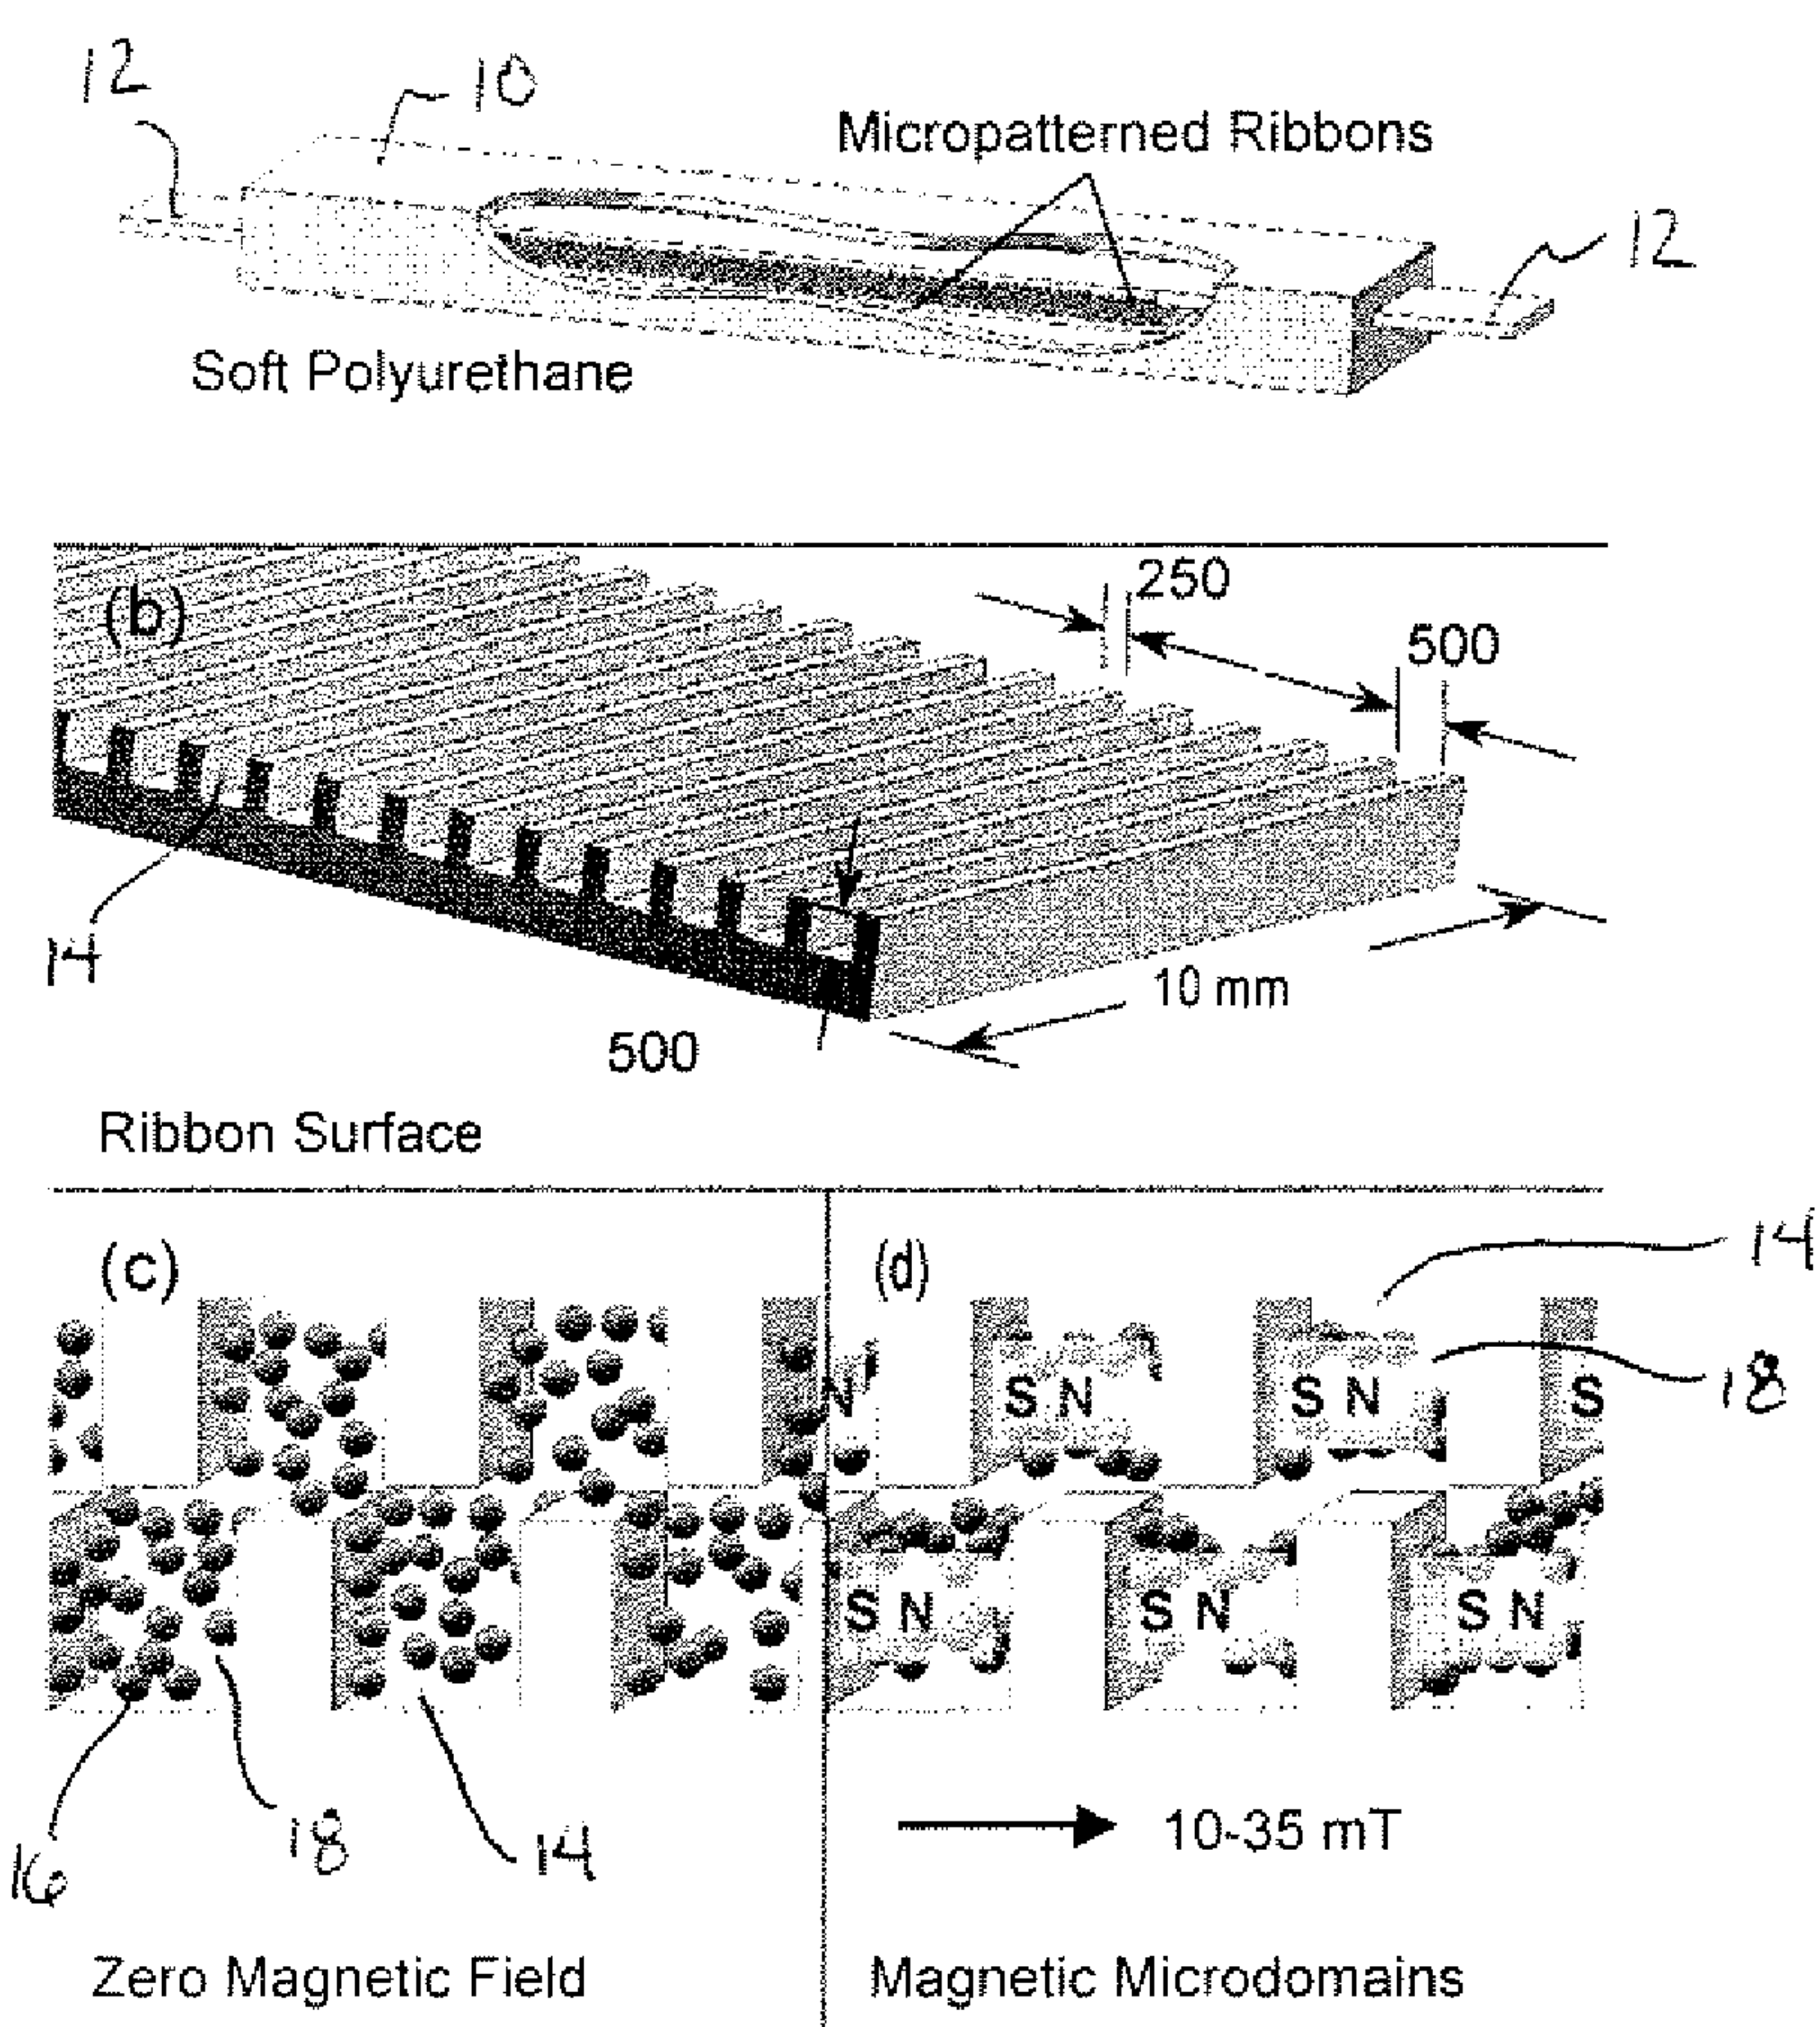 12
10
Micropatterned Ribbons
12
Soft Polyurethane
(b)
250
500
14
10 mm
500
Ribbon Surface
(c)
(d)
14
N
S N
S N
S
18
S N
S N
S N
16
18
14
10-35 mT
Zero Magnetic Field
Magnetic Microdomains